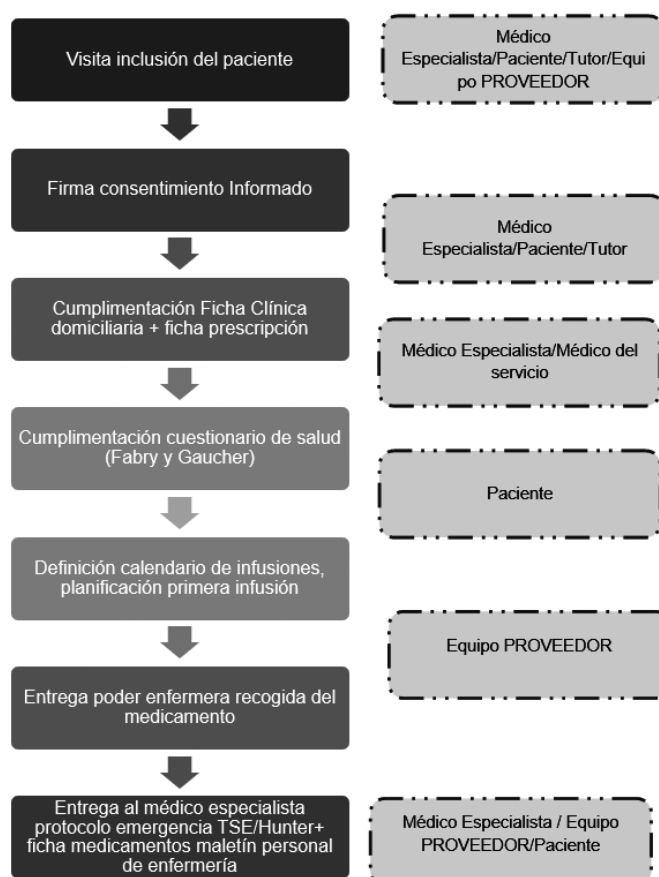 Visita inclusión del paciente
Médico
Especialista/Paciente/Tutor/Equi
po PROVEEDOR
Firma consentimiento Informado
Médico
Especialista/Paciente/Tutor
Cumplimentación Ficha Clínica
domiciliaria + ficha prescripción
Médico Especialista/Médico del
servicio
Cumplimentación cuestionario de salud
(Fabry y Gaucher)
Paciente
Definición calendario de infusiones,
planificación primera infusión
Equipo PROVEEDOR
Entrega poder enfermera recogida del
medicamento
Entrega al médico especialista
protocolo emergencia TSE/Hunter+
ficha medicamentos maletín personal
de enfermería
Médico Especialista / Equipo
PROVEEDOR/Paciente